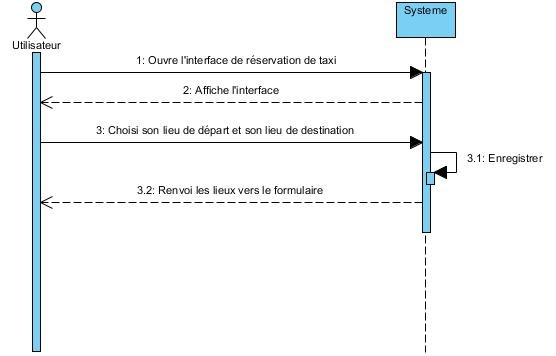 Systeme
Utilisateur
1: Ouvre l'interface de réservation de taxi
2: Affiche l'interface
3: Choisi son lieu de départ et son lieu de destination
3.1: Enregistrer
3.2: Renvoi les lieux vers le formulaire